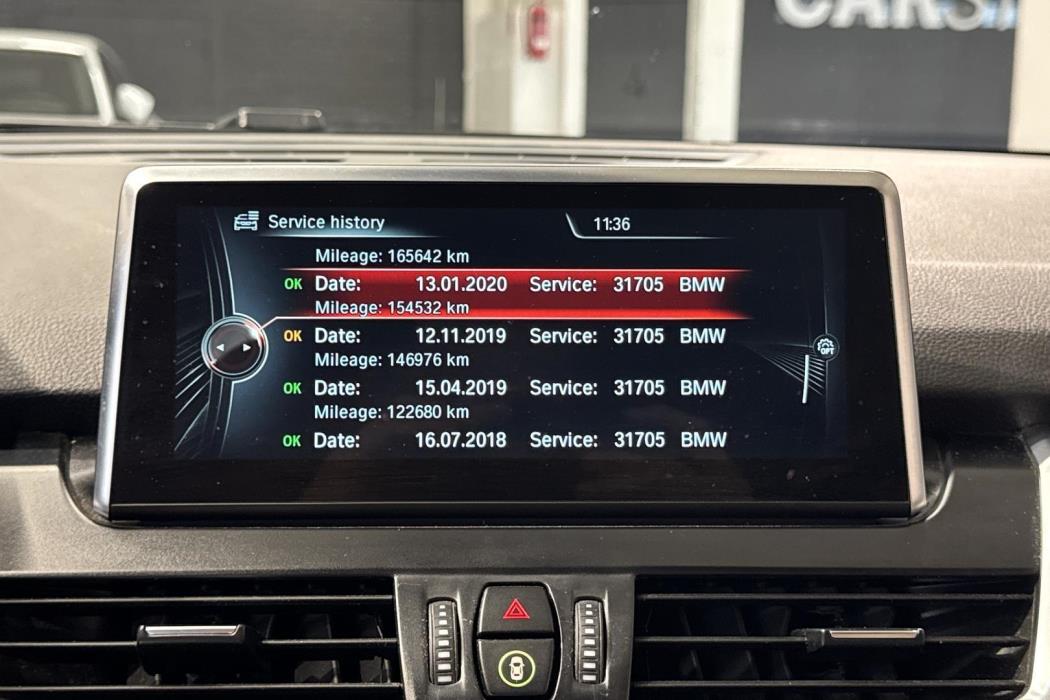 CARS
Service history 11:36
Mileage: 165642 km
OK Date: 13.01.2020 Service: 31705 BMW
Mileage: 154532 km
OK Date: 12.11.2019 Service: 31705 BMW
Mileage: 146976 km
OK Date: 15.04.2019 Service: 31705 BMW
Mileage: 122680 km
OK Date: 16.07.2018 Service: 31705 BMW
OPT